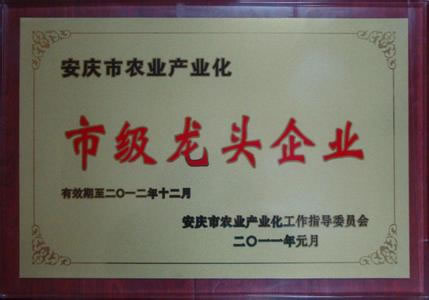 安庆市农业产业化
市级龙头企业
有效期至二〇一二年十二月
安庆市农业产业化工作指导委员会
二〇一一年元月